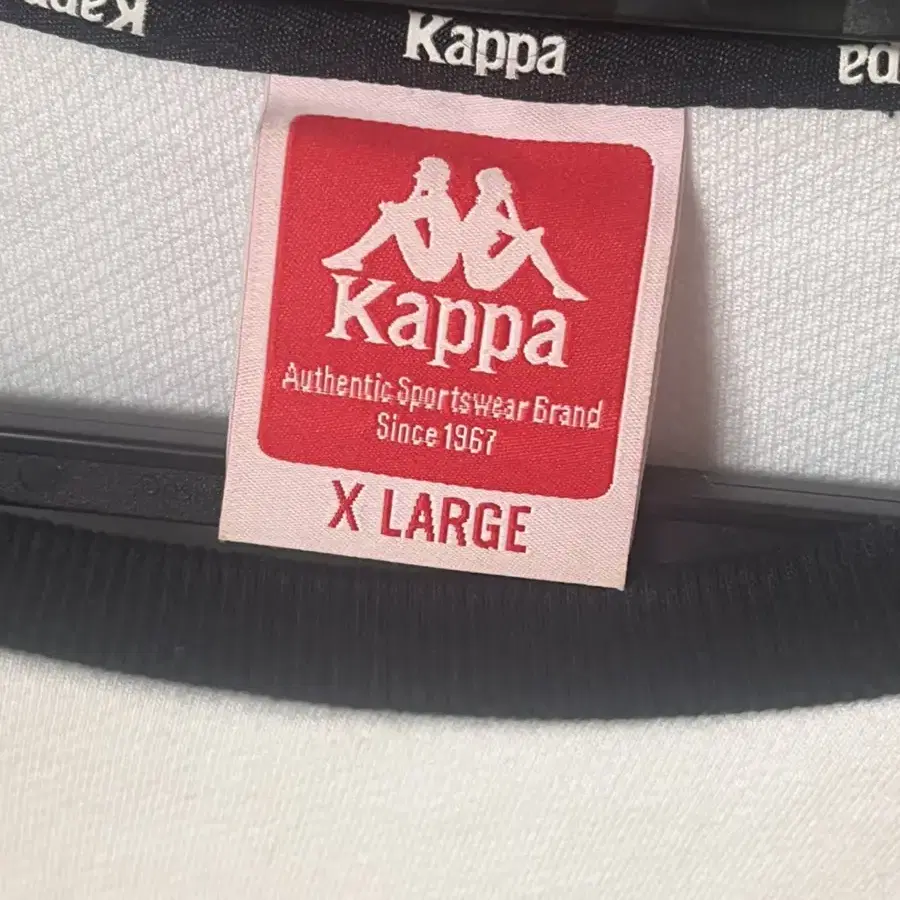 Kappa
Kappa
Authentic Sportswear Brand
Since 1967
X LARGE